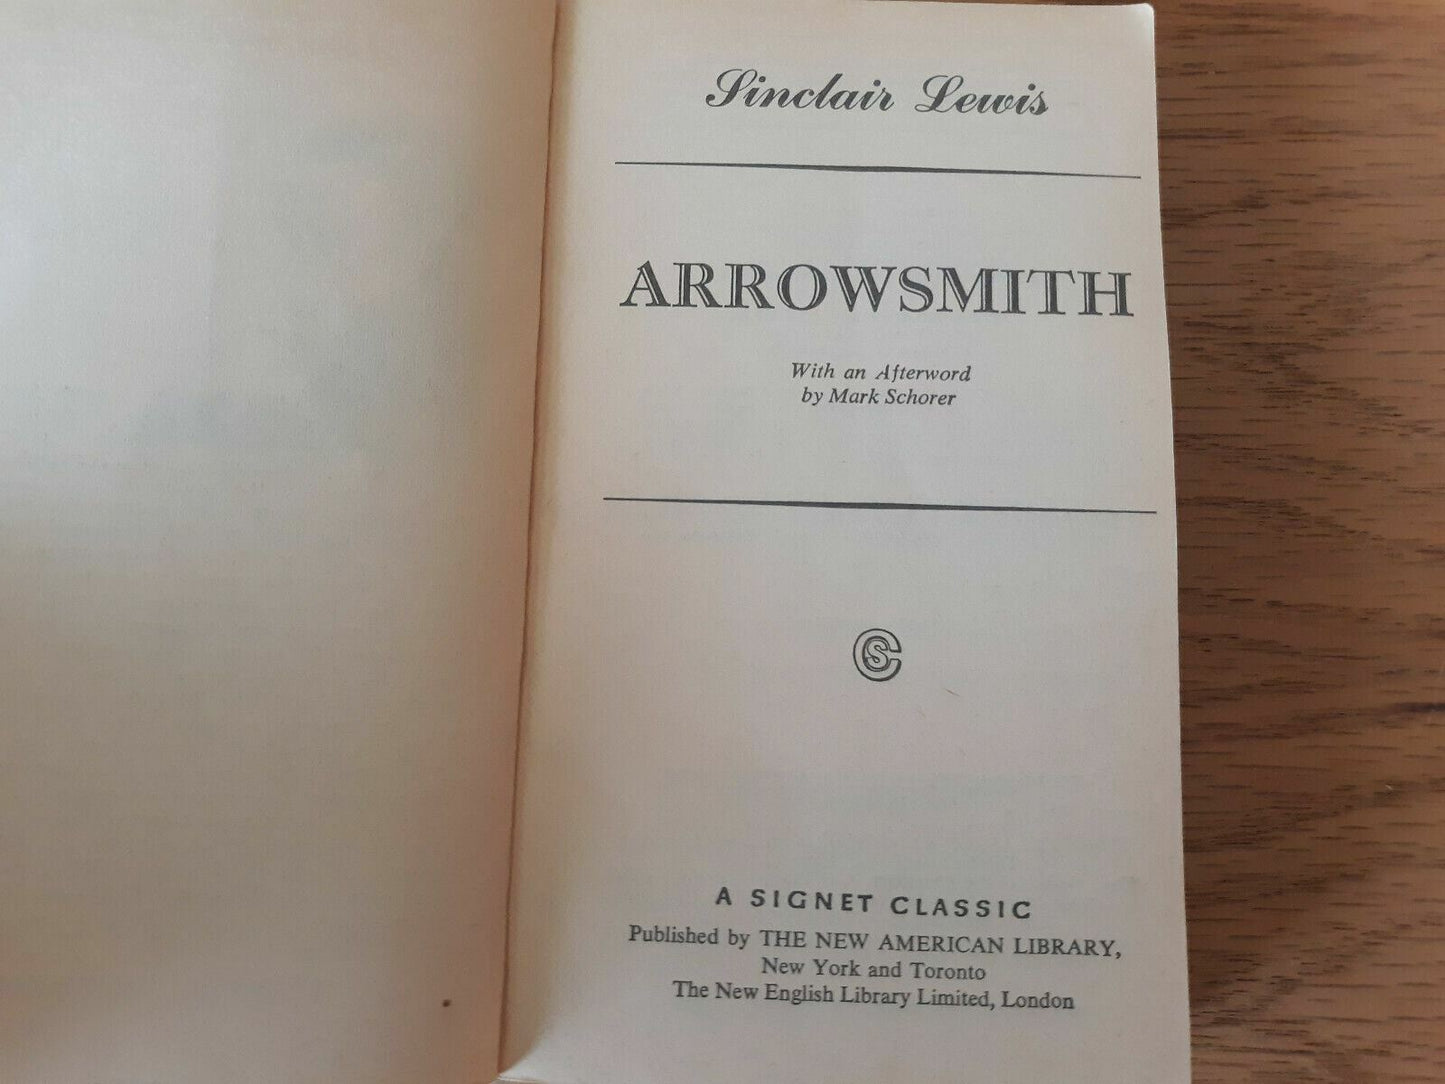 Sinclair Lewis
ARROWSMITH
With an Afterword
by Mark Schorer
CS
A SIGNET CLASSIC
Published by THE NEW AMERICAN LIBRARY,
New York and Toronto
The New English Library Limited, London